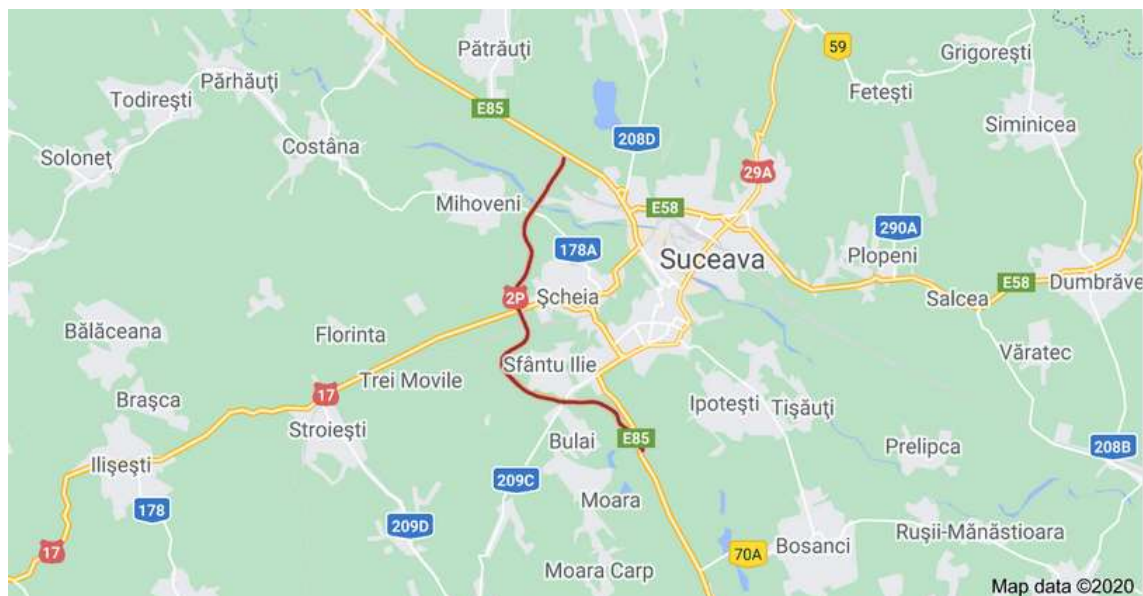 59
Grigorești
Pătrăuți
Părhăuți
Fetești
Todirești
E85
208D
Siminicea
Costâna
Soloneț
29A
Mihoveni
E58
290A
178A
Suceava
Plopeni
2P
Șcheia
E58
Dumbrăve
Salcea
Bălăceana
Florinta
Sfântu Ilie
Văratec
Trei Movile
Brașca
17
Ipotești
Tișăuți
Stroiești
E85
Bulai
Prelipca
208B
Ilișești
209C
Moara
178
209D
Rușii-Mănăstioara
17
70A
Bosanci
Moara Carp
Map data ©2020